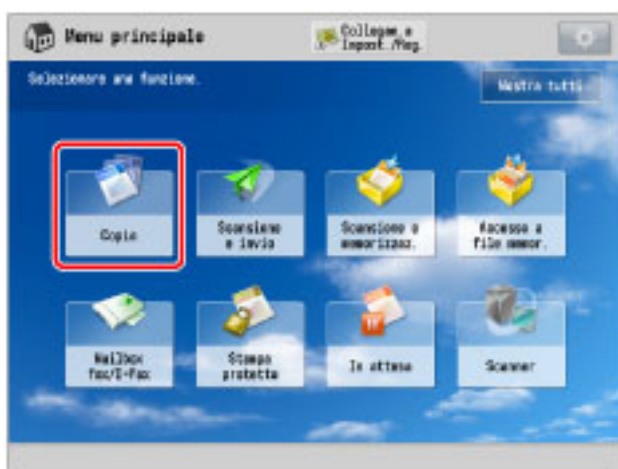 Menu principale
Collegam. a
Impost./Reg.
Selezionare una funzione.
Mostra tutti
Copia
Scansione
e invio
Scansione e
memorizzaz.
Accesso a
file memor.
Mailbox
fax/I-Fax
Stampa
protetta
In attesa
Scanner